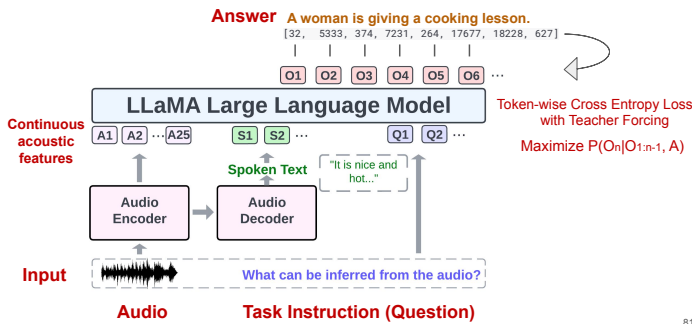 Answer A woman is giving a cooking lesson.
[32, 5333, 374, 7231, 264, 17677, 18228, 627]
O1 O2 O3 O4 O5 O6 ...
LLaMA Large Language Model
Token-wise Cross Entropy Loss
with Teacher Forcing
Maximize P(On|O1:n-1, A)
Continuous
acoustic
features
A1 A2 ... A25 S1 S2 ... Q1 Q2 ...
Spoken Text
"It is nice and
hot..."
Audio
Encoder
Audio
Decoder
Input
What can be inferred from the audio?
Audio
Task Instruction (Question)
81